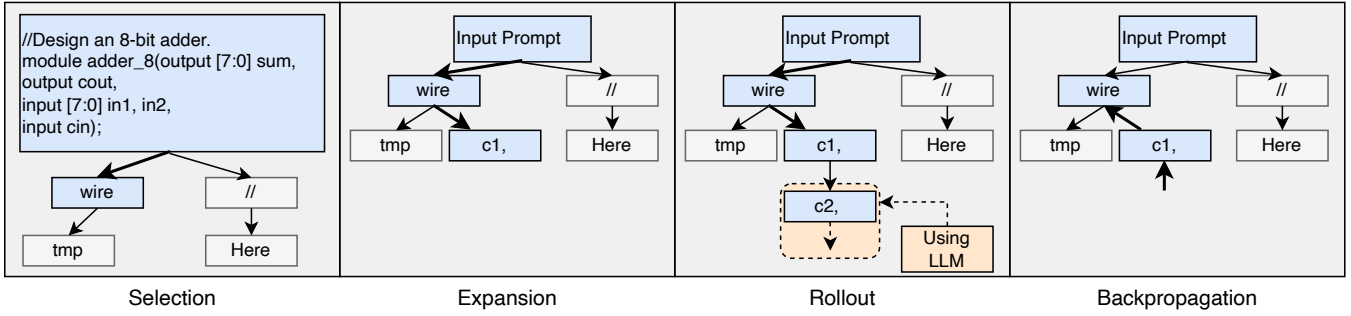 //Design an 8-bit adder.
module adder_8(output [7:0] sum,
output cout,
input [7:0] in1, in2,
input cin);
wire
//
tmp
Here
Selection
Input Prompt
wire
//
tmp
c1,
Here
Expansion
Input Prompt
wire
//
tmp
c1,
Here
c2,
Using
LLM
Rollout
Input Prompt
wire
//
tmp
c1,
Here
Backpropagation